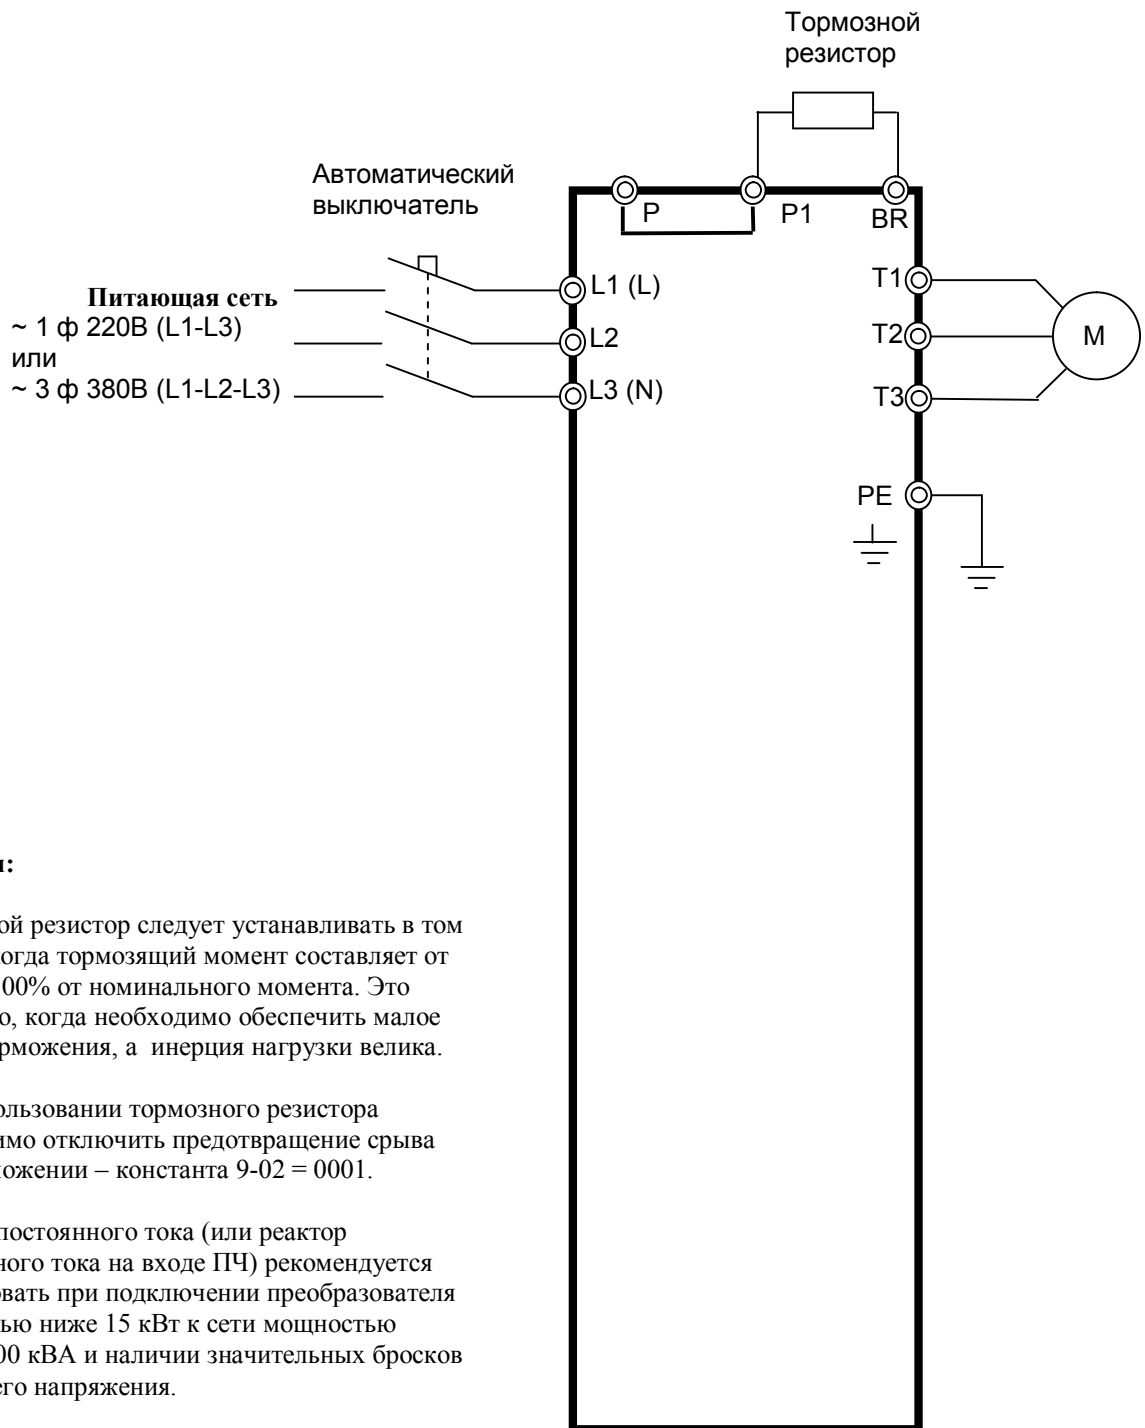 Тормозной
резистор
Автоматический
выключатель
P
P1
BR
Питающая сеть
~ 1 ф 220В (L1-L3)
или
~ 3 ф 380В (L1-L2-L3)
L1 (L)
L2
L3 (N)
T1
T2
T3
M
PE
ой резистор следует устанавливать в том
огда тормозящий момент составляет от
00% от номинального момента. Это
о, когда необходимо обеспечить малое
рможения, а инерция нагрузки велика.
ользовании тормозного резистора
имо отключить предотвращение срыва
ожении – константа 9-02 = 0001.
постоянного тока (или реактор
ного тока на входе ПЧ) рекомендуется
овать при подключении преобразователя
ью ниже 15 кВт к сети мощностью
00 кВА и наличии значительных бросков
его напряжения.